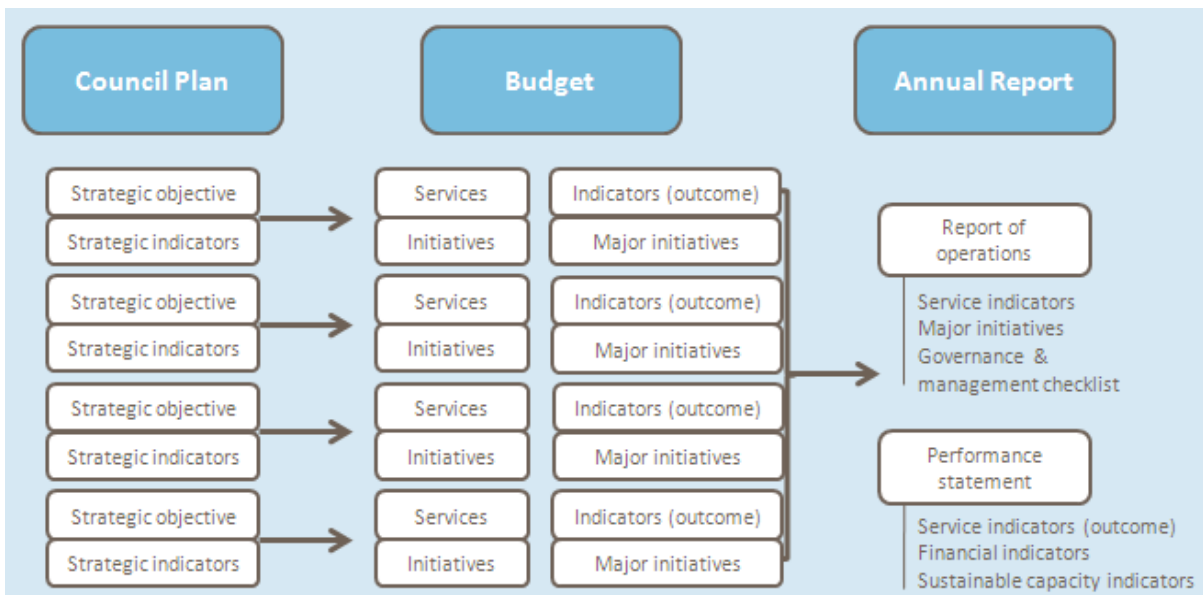 Council Plan
Budget
Annual Report
Strategic objective
Strategic indicators
Services
Initiatives
Indicators (outcome)
Major initiatives
Strategic objective
Strategic indicators
Services
Initiatives
Indicators (outcome)
Major initiatives
Strategic objective
Strategic indicators
Services
Initiatives
Indicators (outcome)
Major initiatives
Strategic objective
Strategic indicators
Services
Initiatives
Indicators (outcome)
Major initiatives
Report of
operations
Service indicators
Major initiatives
Governance &
management checklist
Performance
statement
Service indicators (outcome)
Financial indicators
Sustainable capacity indicators